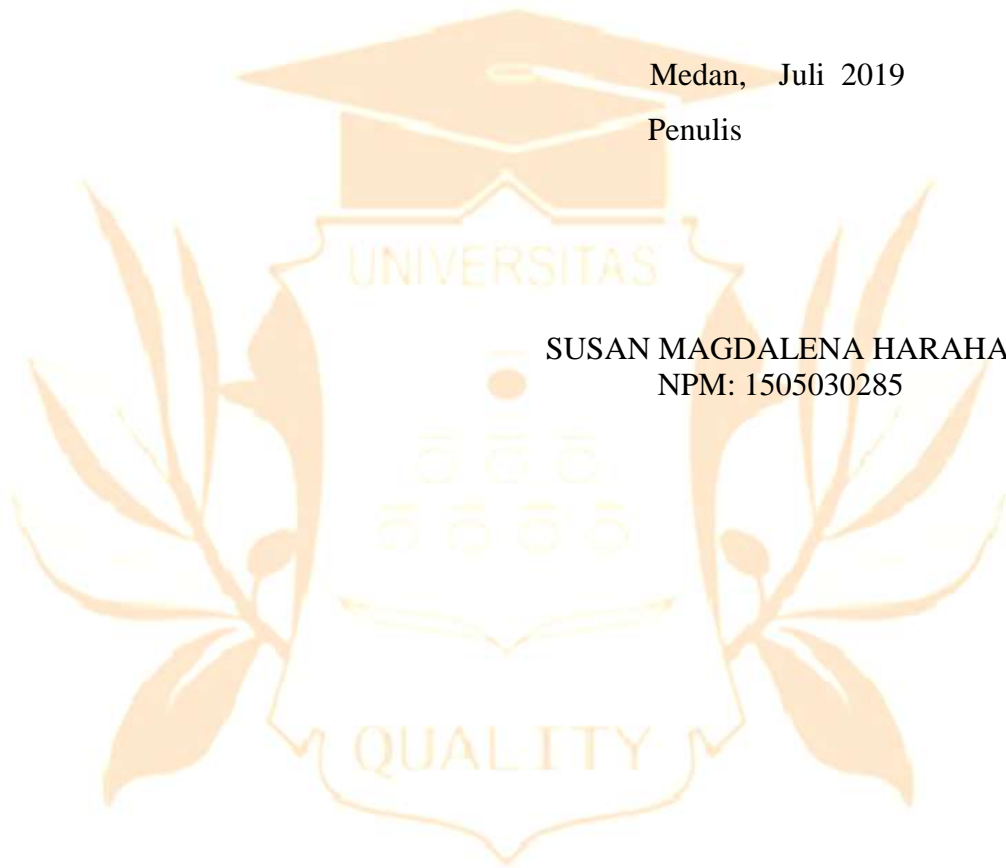 Medan, Juli 2019
Penulis
UNIVERSITAS
SUSAN MAGDALENA HARAHA
NPM: 1505030285
QUALITY